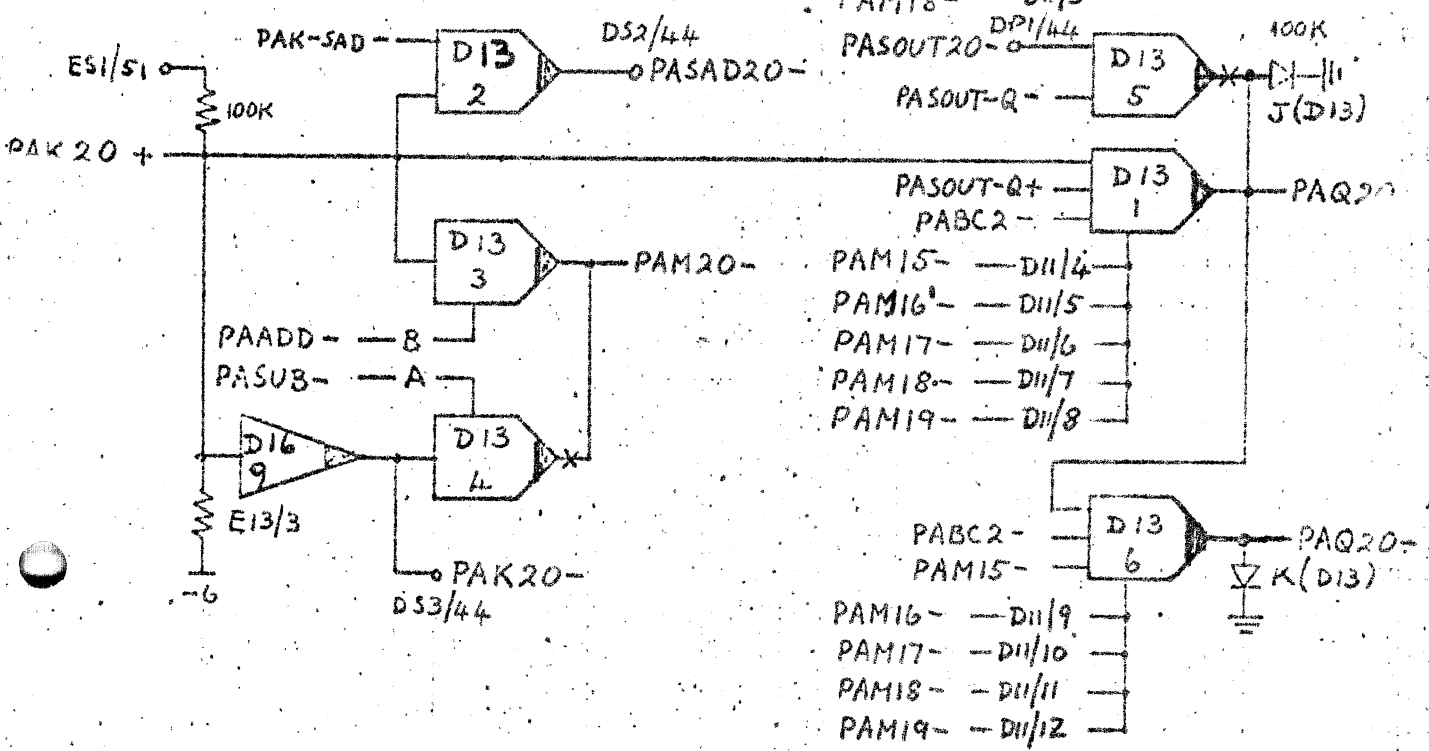 PAM18-
PAK-SAD -
D13
2
DS2/44
PASAD20-
ES1/51
100K
PAK 20 +
D13
3
PAM20-
PAADD - B
PASUB- A
D16
9
E13/3
-6
D13
4
PAK20-
DS3/44
DP1/44
PASOUT20-
D13
5
100K
PASOUT-Q-
J(D13)
PASOUT-Q+
PABC2-
D13
1
PAM15- D11/4
PAM16- D11/5
PAM17- D11/6
PAM18- D11/7
PAM19- D11/8
PABC2-
PAM15-
D13
6
PAQ20-
K(D13)
PAM16- D11/9
PAM17- D11/10
PAM18- D11/11
PAM19- D11/12